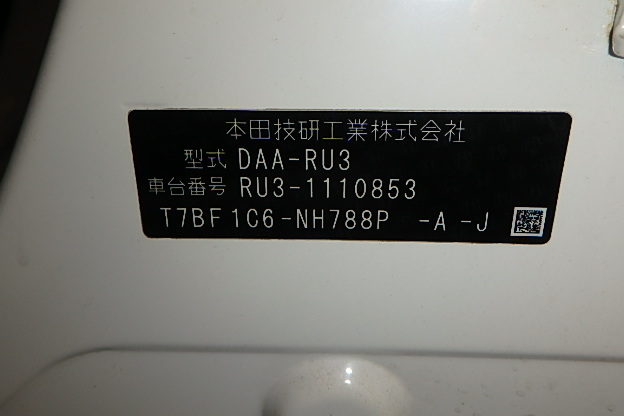 本田技研工業株式会社
型式 DAA-RU3
車台番号 RU3-1110853
T7BF1C6-NH788P -A -J